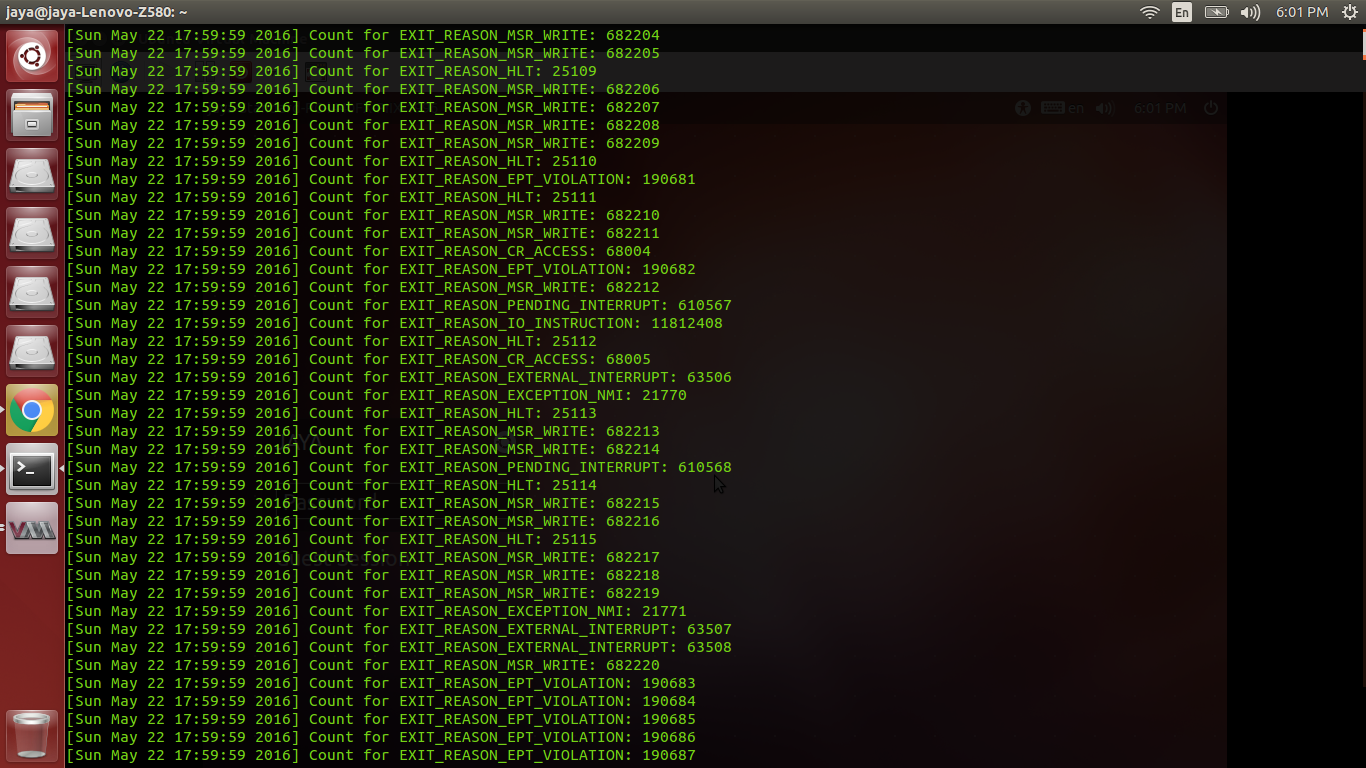 jaya@jaya-Lenovo-Z580: ~
En
6:01 PM
[Sun May 22 17:59:59 2016] Count for EXIT_REASON_MSR_WRITE: 682204
[Sun May 22 17:59:59 2016] Count for EXIT_REASON_MSR_WRITE: 682205
[Sun May 22 17:59:59 2016] Count for EXIT_REASON_HLT: 25109
[Sun May 22 17:59:59 2016] Count for EXIT_REASON_MSR_WRITE: 682206
[Sun May 22 17:59:59 2016] Count for EXIT_REASON_MSR_WRITE: 682207
en 6:01 PM
[Sun May 22 17:59:59 2016] Count for EXIT_REASON_MSR_WRITE: 682208
[Sun May 22 17:59:59 2016] Count for EXIT_REASON_MSR_WRITE: 682209
[Sun May 22 17:59:59 2016] Count for EXIT_REASON_HLT: 25110
[Sun May 22 17:59:59 2016] Count for EXIT_REASON_EPT_VIOLATION: 190681
[Sun May 22 17:59:59 2016] Count for EXIT_REASON_HLT: 25111
[Sun May 22 17:59:59 2016] Count for EXIT_REASON_MSR_WRITE: 682210
[Sun May 22 17:59:59 2016] Count for EXIT_REASON_MSR_WRITE: 682211
[Sun May 22 17:59:59 2016] Count for EXIT_REASON_CR_ACCESS: 68004
[Sun May 22 17:59:59 2016] Count for EXIT_REASON_EPT_VIOLATION: 190682
[Sun May 22 17:59:59 2016] Count for EXIT_REASON_MSR_WRITE: 682212
[Sun May 22 17:59:59 2016] Count for EXIT_REASON_PENDING_INTERRUPT: 610567
[Sun May 22 17:59:59 2016] Count for EXIT_REASON_IO_INSTRUCTION: 11812408
[Sun May 22 17:59:59 2016] Count for EXIT_REASON_HLT: 25112
[Sun May 22 17:59:59 2016] Count for EXIT_REASON_CR_ACCESS: 68005
[Sun May 22 17:59:59 2016] Count for EXIT_REASON_EXTERNAL_INTERRUPT: 63506
[Sun May 22 17:59:59 2016] Count for EXIT_REASON_EXCEPTION_NMI: 21770
[Sun May 22 17:59:59 2016] Count for EXIT_REASON_HLT: 25113
[Sun May 22 17:59:59 2016] Count for EXIT_REASON_MSR_WRITE: 682213
[Sun May 22 17:59:59 2016] Count for EXIT_REASON_MSR_WRITE: 682214
[Sun May 22 17:59:59 2016] Count for EXIT_REASON_PENDING_INTERRUPT: 610568
[Sun May 22 17:59:59 2016] Count for EXIT_REASON_HLT: 25114
[Sun May 22 17:59:59 2016] Count for EXIT_REASON_MSR_WRITE: 682215
[Sun May 22 17:59:59 2016] Count for EXIT_REASON_MSR_WRITE: 682216
[Sun May 22 17:59:59 2016] Count for EXIT_REASON_HLT: 25115
[Sun May 22 17:59:59 2016] Count for EXIT_REASON_MSR_WRITE: 682217
[Sun May 22 17:59:59 2016] Count for EXIT_REASON_MSR_WRITE: 682218
[Sun May 22 17:59:59 2016] Count for EXIT_REASON_MSR_WRITE: 682219
[Sun May 22 17:59:59 2016] Count for EXIT_REASON_EXCEPTION_NMI: 21771
[Sun May 22 17:59:59 2016] Count for EXIT_REASON_EXTERNAL_INTERRUPT: 63507
[Sun May 22 17:59:59 2016] Count for EXIT_REASON_EXTERNAL_INTERRUPT: 63508
[Sun May 22 17:59:59 2016] Count for EXIT_REASON_MSR_WRITE: 682220
[Sun May 22 17:59:59 2016] Count for EXIT_REASON_EPT_VIOLATION: 190683
[Sun May 22 17:59:59 2016] Count for EXIT_REASON_EPT_VIOLATION: 190684
[Sun May 22 17:59:59 2016] Count for EXIT_REASON_EPT_VIOLATION: 190685
[Sun May 22 17:59:59 2016] Count for EXIT_REASON_EPT_VIOLATION: 190686
[Sun May 22 17:59:59 2016] Count for EXIT_REASON_EPT_VIOLATION: 190687